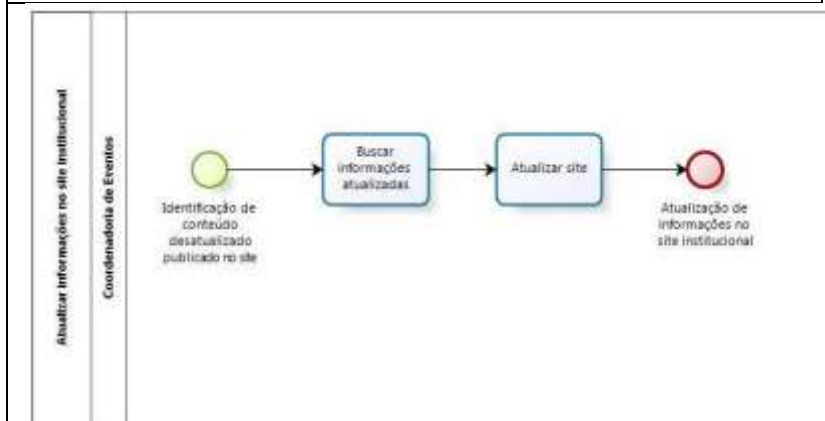 Atualizar Informações no site institucional
Coordenadoria de Eventos
Identificação de
conteúdo
desatualizado
publicado no site
Buscar
informações
atualizadas
Atualizar site
Atualização de
informações no
site institucional